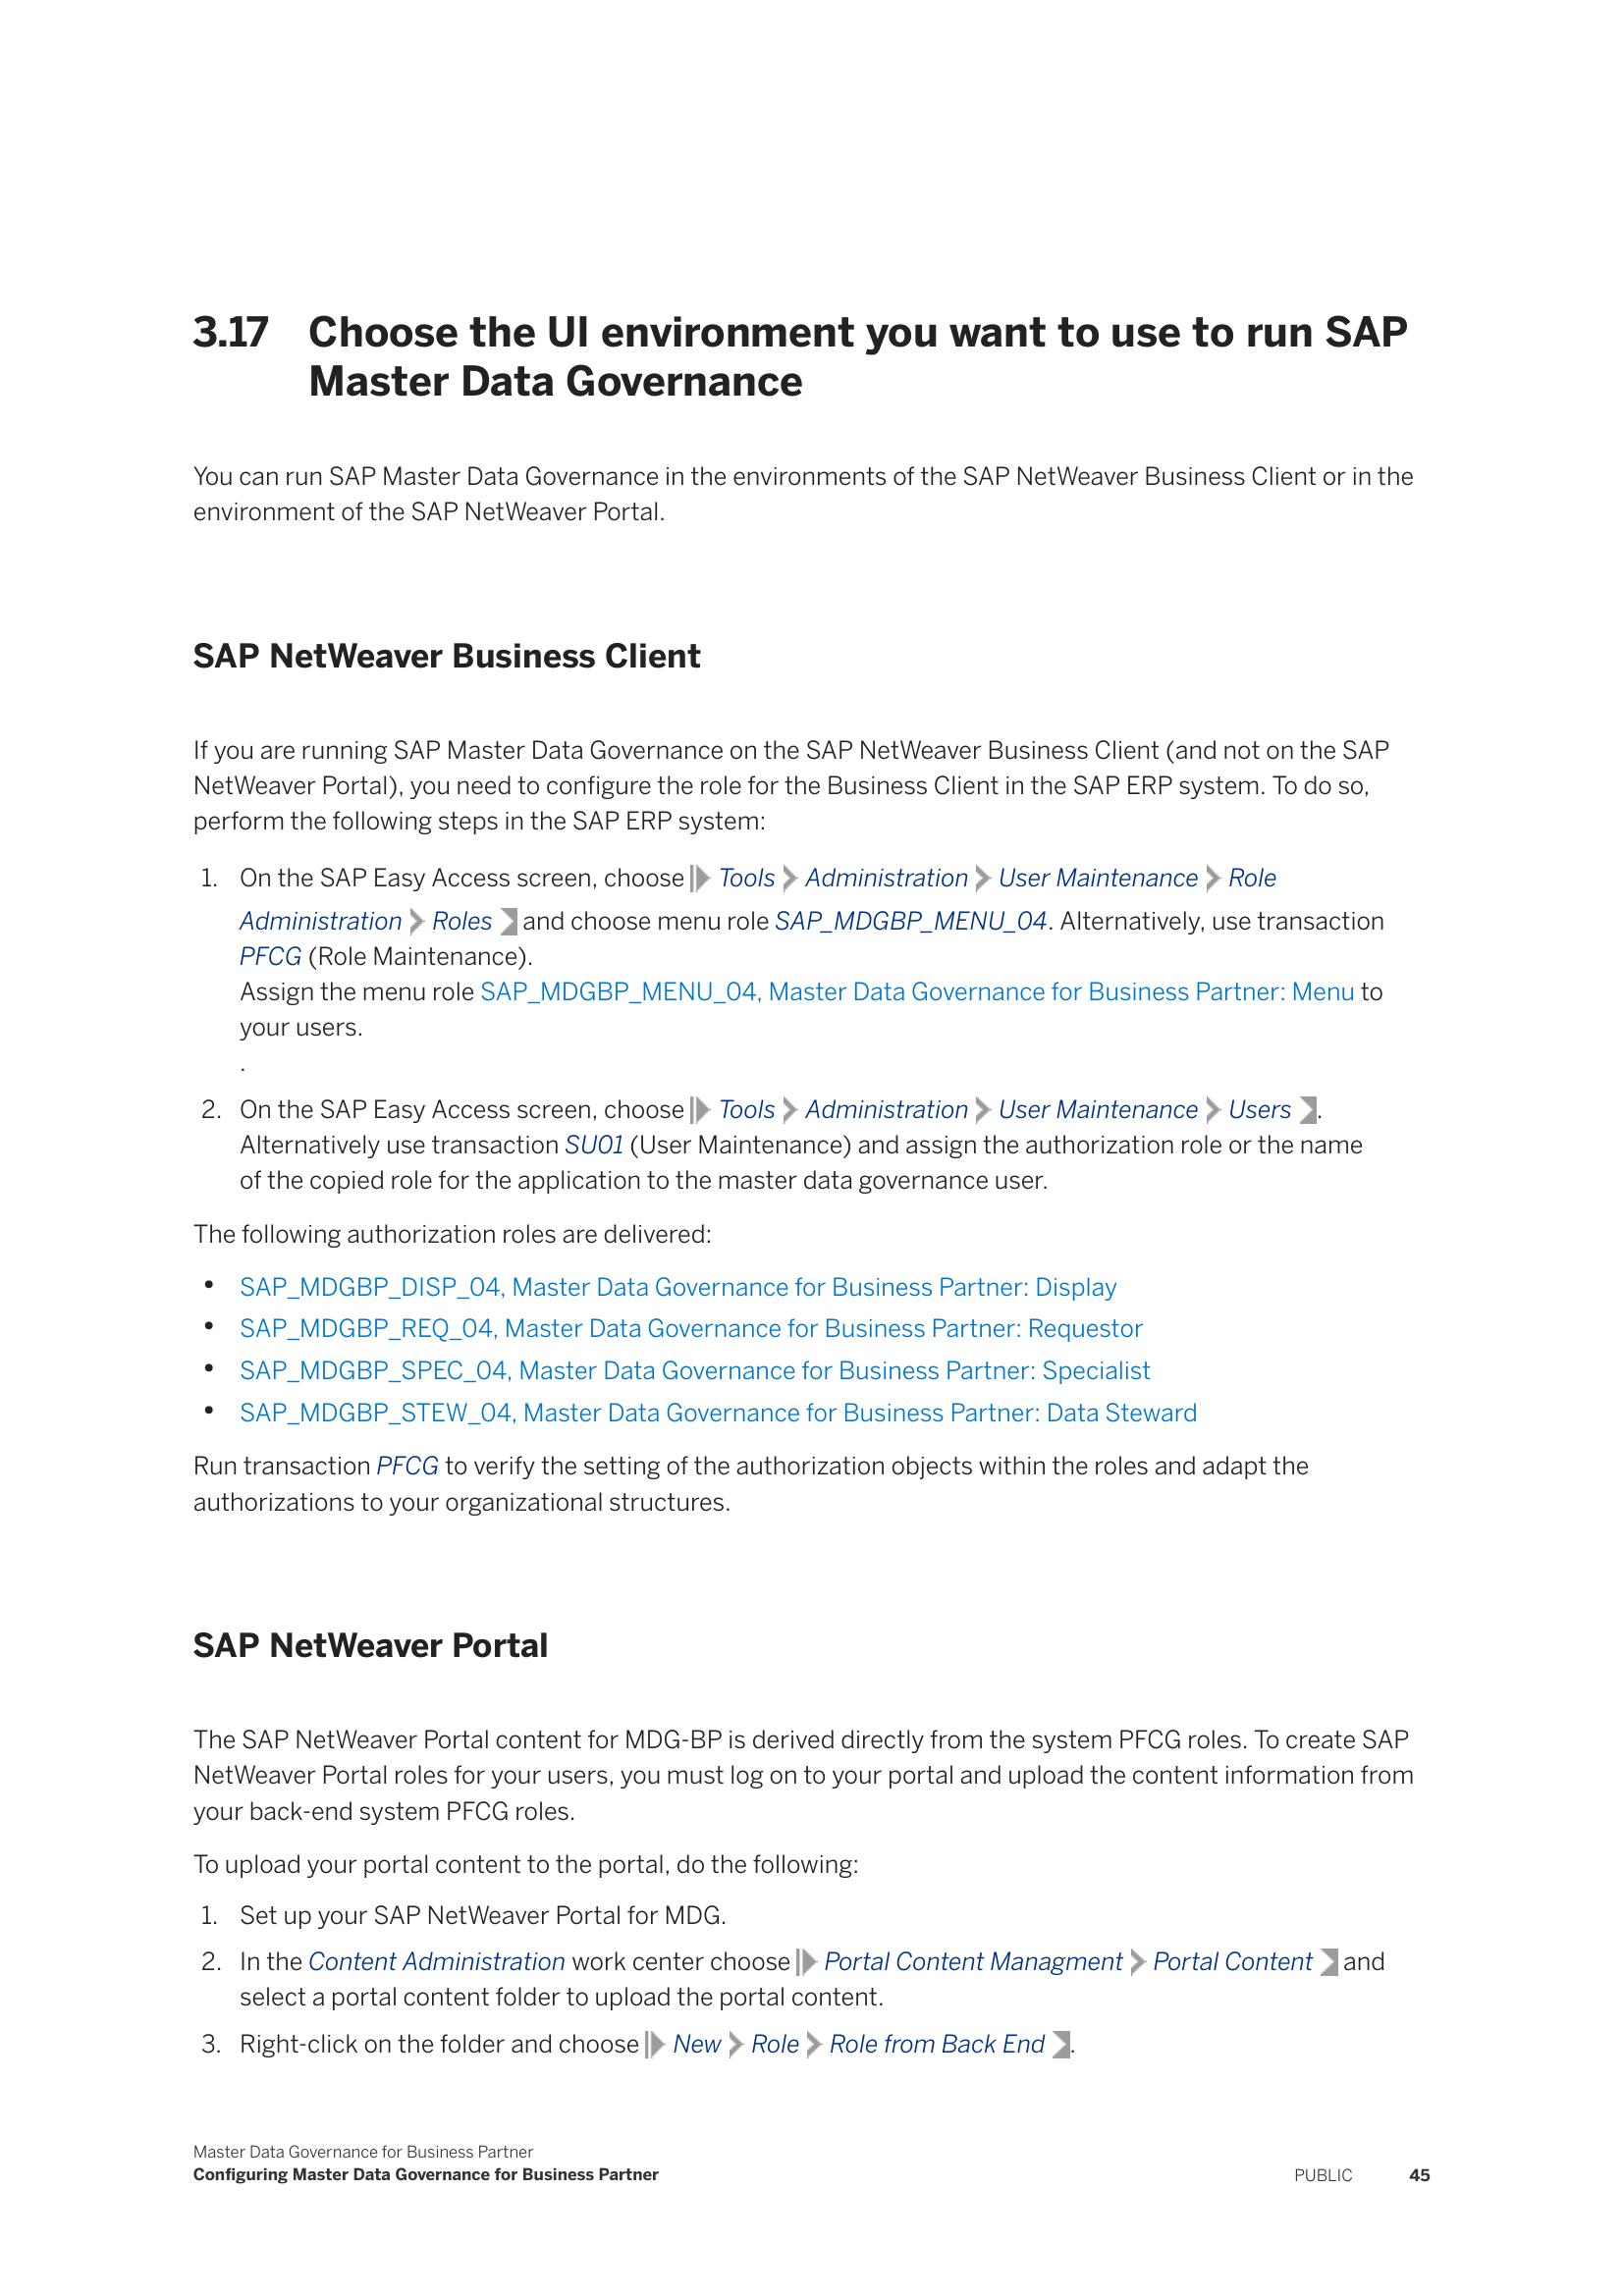 3.17 Choose the UI environment you want to use to run SAP
Master Data Governance
You can run SAP Master Data Governance in the environments of the SAP NetWeaver Business Client or in the
environment of the SAP NetWeaver Portal.
SAP NetWeaver Business Client
If you are running SAP Master Data Governance on the SAP NetWeaver Business Client (and not on the SAP
NetWeaver Portal), you need to configure the role for the Business Client in the SAP ERP system. To do so,
perform the following steps in the SAP ERP system:
1. On the SAP Easy Access screen, choose Tools Administration User Maintenance Role
Administration Roles and choose menu role SAP_MDGBP_MENU_04. Alternatively, use transaction
PFCG (Role Maintenance).
Assign the menu role SAP_MDGBP_MENU_04, Master Data Governance for Business Partner: Menu to
your users.
.
2. On the SAP Easy Access screen, choose Tools Administration User Maintenance Users .
Alternatively use transaction SU01 (User Maintenance) and assign the authorization role or the name
of the copied role for the application to the master data governance user.
The following authorization roles are delivered:
• SAP_MDGBP_DISP_04, Master Data Governance for Business Partner: Display
• SAP_MDGBP_REQ_04, Master Data Governance for Business Partner: Requestor
• SAP_MDGBP_SPEC_04, Master Data Governance for Business Partner: Specialist
• SAP_MDGBP_STEW_04, Master Data Governance for Business Partner: Data Steward
Run transaction PFCG to verify the setting of the authorization objects within the roles and adapt the
authorizations to your organizational structures.
SAP NetWeaver Portal
The SAP NetWeaver Portal content for MDG-BP is derived directly from the system PFCG roles. To create SAP
NetWeaver Portal roles for your users, you must log on to your portal and upload the content information from
your back-end system PFCG roles.
To upload your portal content to the portal, do the following:
1. Set up your SAP NetWeaver Portal for MDG.
2. In the Content Administration work center choose Portal Content Managment Portal Content and
select a portal content folder to upload the portal content.
3. Right-click on the folder and choose New Role Role from Back End .
Master Data Governance for Business Partner
Configuring Master Data Governance for Business Partner PUBLIC 45